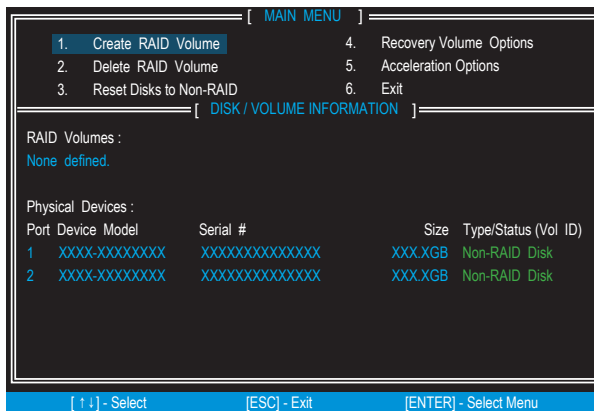 [ MAIN MENU ]
1. Create RAID Volume 4. Recovery Volume Options
2. Delete RAID Volume 5. Acceleration Options
3. Reset Disks to Non-RAID 6. Exit
[ DISK / VOLUME INFORMATION ]
RAID Volumes :
None defined.
Physical Devices :
Port Device Model Serial # Size Type/Status (Vol ID)
1 XXXX-XXXXXXXX XXXXXXXXXXXXXX XXX.XGB Non-RAID Disk
2 XXXX-XXXXXXXX XXXXXXXXXXXXXX XXX.XGB Non-RAID Disk
[ ↑↓] - Select [ESC] - Exit [ENTER] - Select Menu